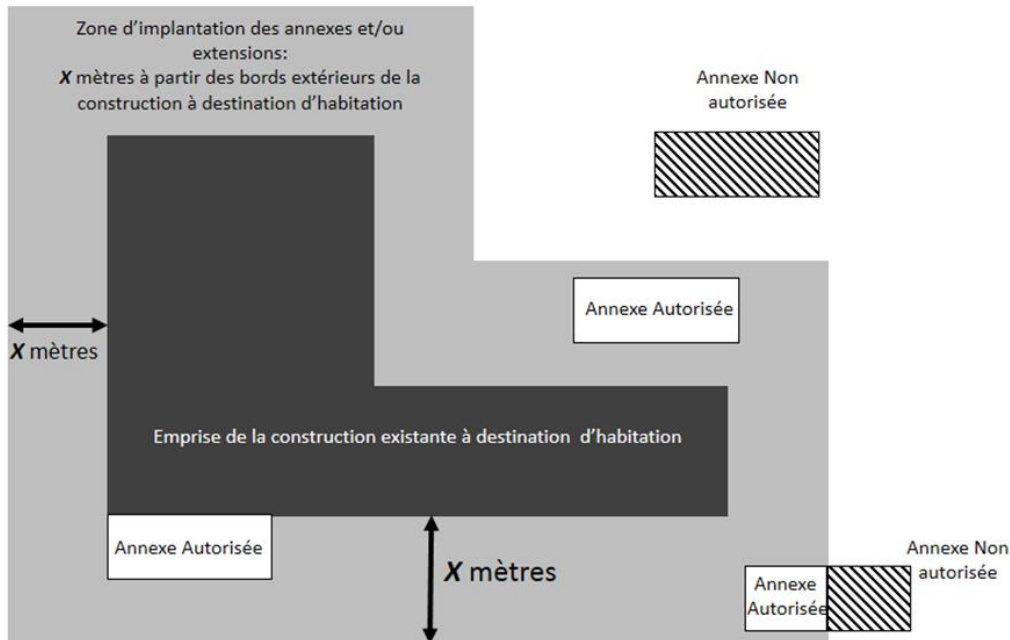 Zone d'implantation des annexes et/ou
extensions:
X mètres à partir des bords extérieurs de la
construction à destination d'habitation
Annexe Non
autorisée
Annexe Autorisée
X mètres
Emprise de la construction existante à destination d'habitation
Annexe Autorisée
X mètres
Annexe
Autorisée
Annexe Non
autorisée